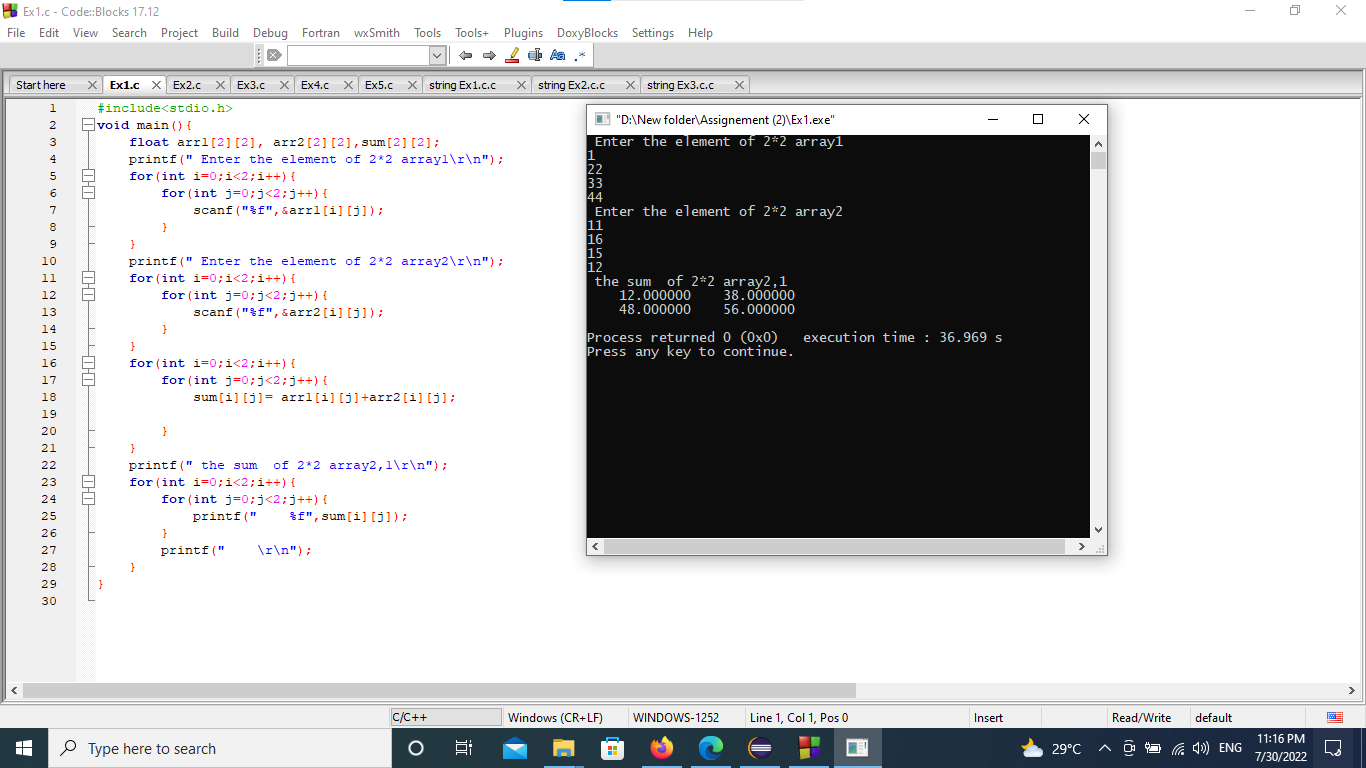 Ex1.c - Code::Blocks 17.12
File Edit View Search Project Build Debug Fortran wxSmith Tools Tools+ Plugins DoxyBlocks Settings Help
Start here Ex1.c Ex2.c Ex3.c Ex4.c Ex5.c string Ex1.c.c string Ex2.c.c string Ex3.c.c
1 #include<stdio.h>
2 void main(){
3 float arr1[2][2], arr2[2][2],sum[2][2];
4 printf(" Enter the element of 2*2 array1\r\n");
5 for(int i=0;i<2;i++){
6 for(int j=0;j<2;j++){
7 scanf("%f",&arr1[i][j]);
8 }
9 }
10 printf(" Enter the element of 2*2 array2\r\n");
11 for(int i=0;i<2;i++){
12 for(int j=0;j<2;j++){
13 scanf("%f",&arr2[i][j]);
14 }
15 }
16 for(int i=0;i<2;i++){
17 for(int j=0;j<2;j++){
18 sum[i][j]= arr1[i][j]+arr2[i][j];
19
20 }
21 }
22 printf(" the sum  of 2*2 array2,1\r\n");
23 for(int i=0;i<2;i++){
24 for(int j=0;j<2;j++){
25 printf("    %f",sum[i][j]);
26 }
27 printf("    \r\n");
28 }
29 }
30
"D:\New folder\Assignement (2)\Ex1.exe"
Enter the element of 2*2 array1
1
22
33
44
Enter the element of 2*2 array2
11
16
15
12
the sum  of 2*2 array2,1
12.000000    38.000000
48.000000    56.000000
Process returned 0 (0x0)   execution time : 36.969 s
Press any key to continue.
C/C++ Windows (CR+LF) WINDOWS-1252 Line 1, Col 1, Pos 0 Insert Read/Write default
Type here to search
29°C ENG
11:16 PM
7/30/2022